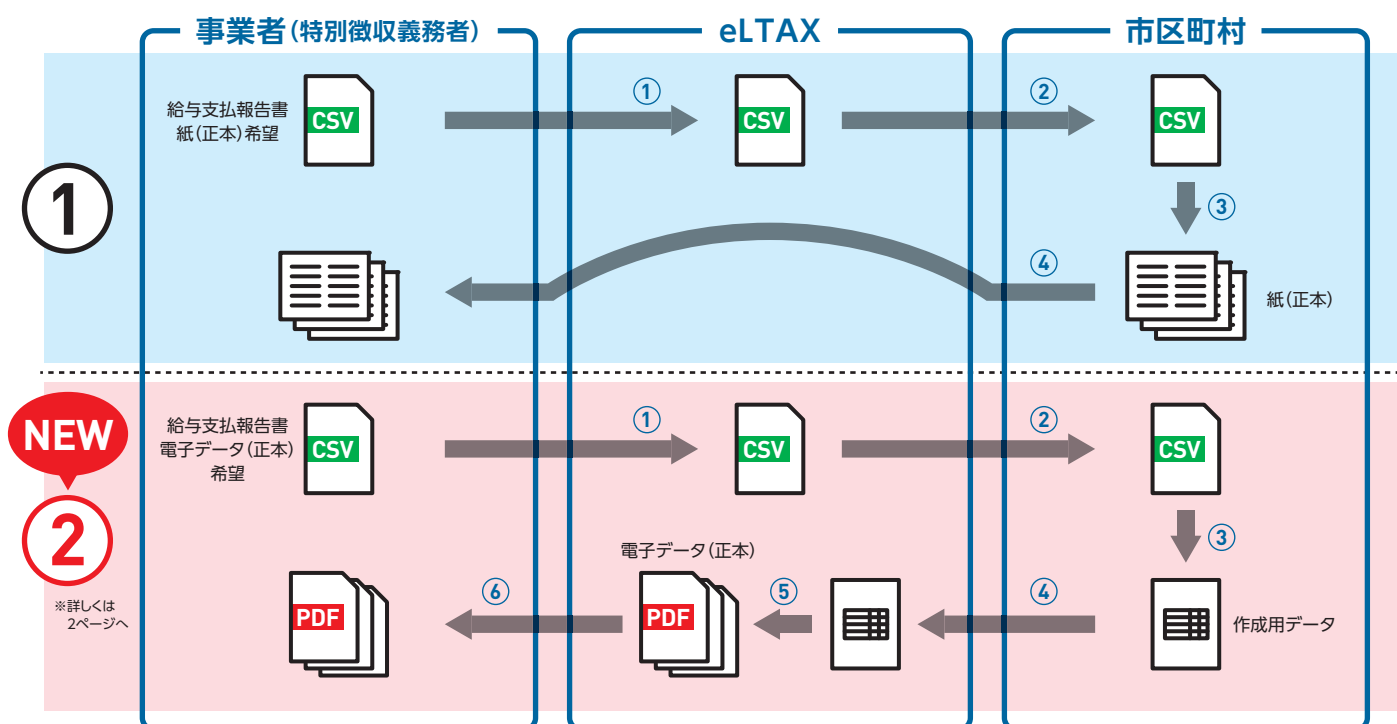 事業者(特別徴収義務者)
eLTAX
市区町村
①
給与支払報告書
紙(正本)希望
CSV
①
CSV
②
CSV
③
④
紙(正本)
NEW
②
※詳しくは
2ページへ
給与支払報告書
電子データ(正本)
希望
CSV
①
CSV
②
CSV
③
電子データ(正本)
PDF
⑥
PDF
⑤
④
作成用データ